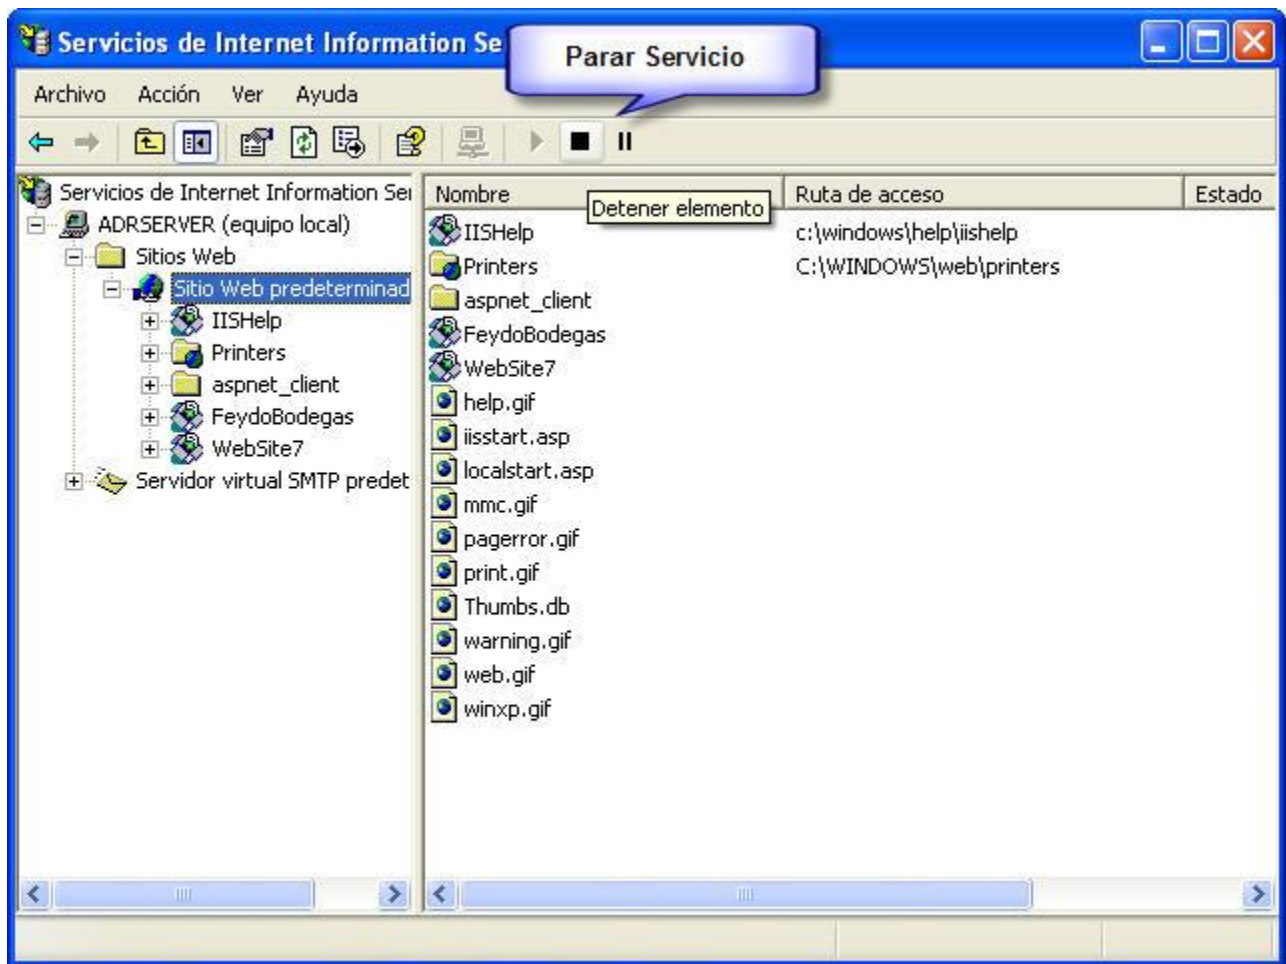 Servicios de Internet Information Se
Parar Servicio
Archivo Acción Ver Ayuda
Servicios de Internet Information Ser
ADRSERVER (equipo local)
Sitios Web
Sitio Web predeterminad
IISHelp
Printers
aspnet_client
FeydoBodegas
WebSite7
Servidor virtual SMTP predet
Nombre Ruta de acceso Estado
Detener elemento
IISHelp c:\windows\help\iishelp
Printers C:\WINDOWS\web\printers
aspnet_client
FeydoBodegas
WebSite7
help.gif
iisstart.asp
localstart.asp
mmc.gif
pagerror.gif
print.gif
Thumbs.db
warning.gif
web.gif
winxp.gif